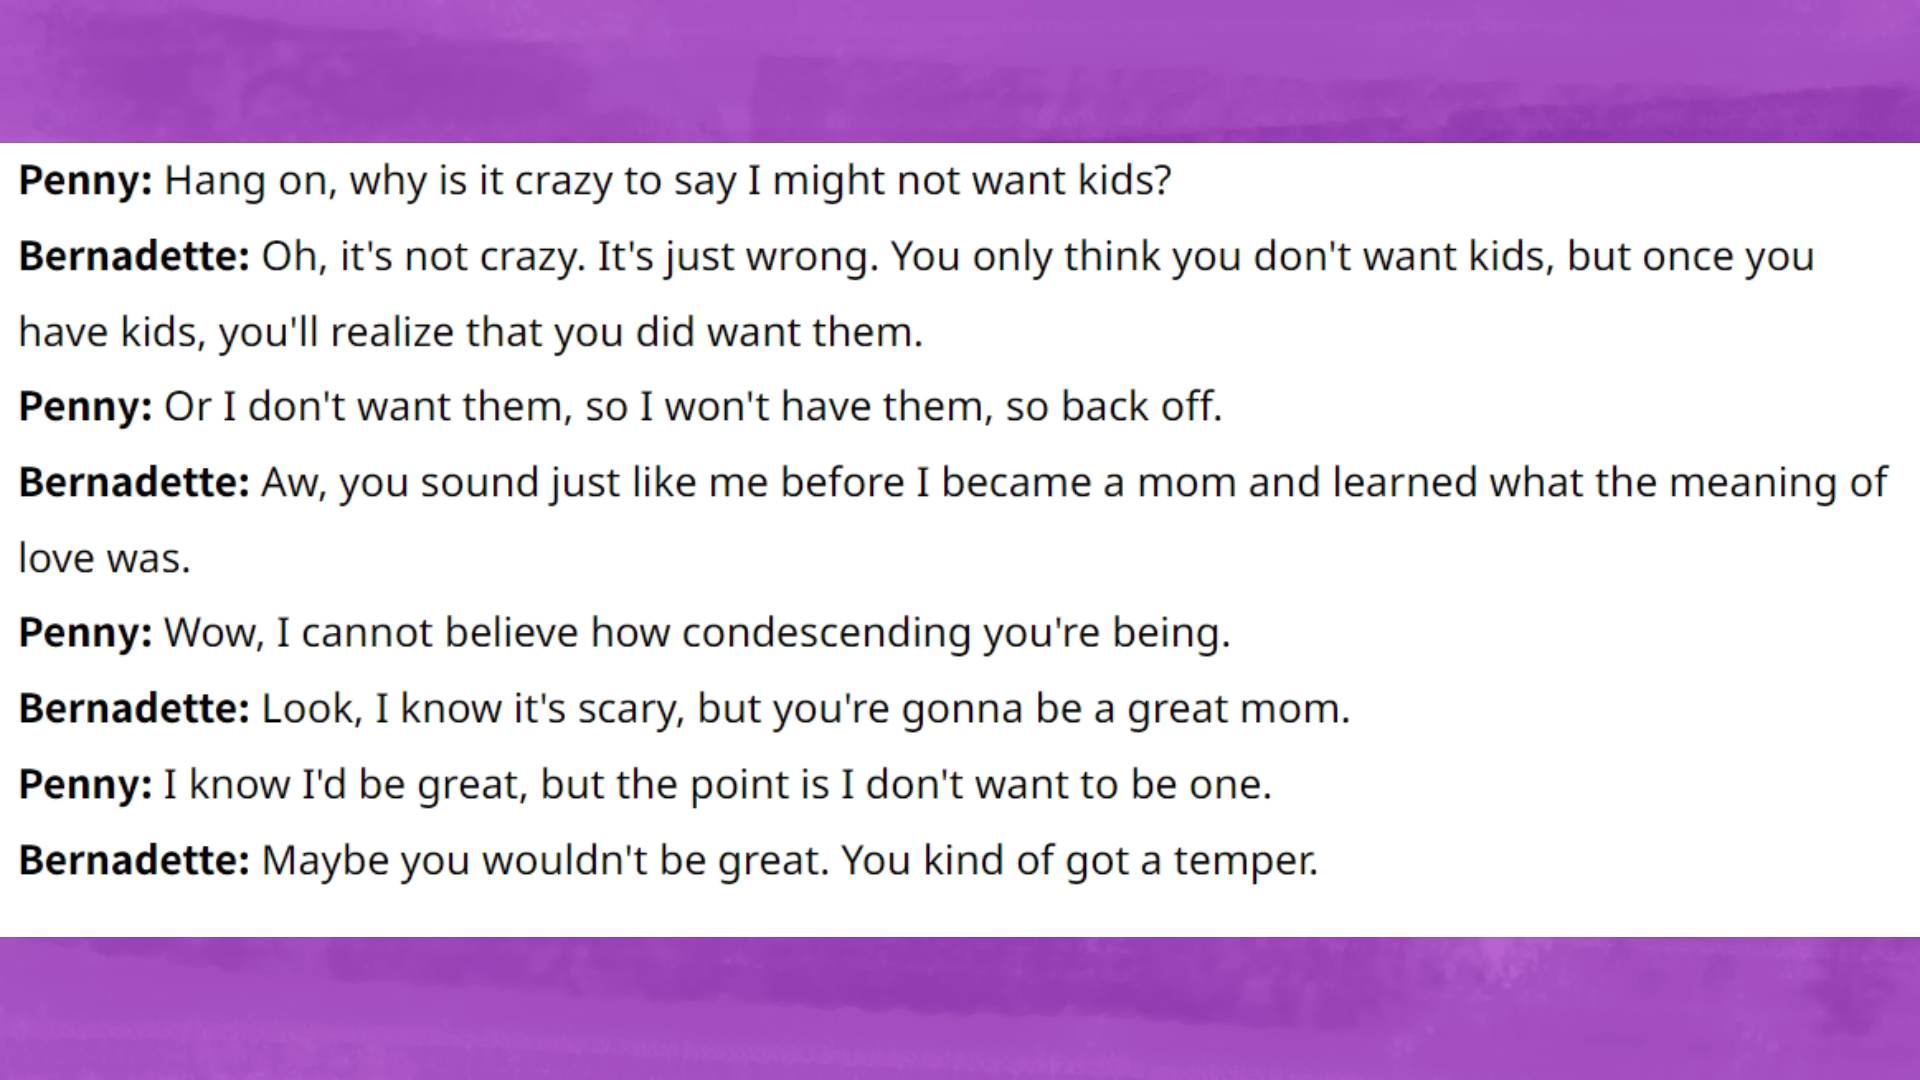 Penny: Hang on, why is it crazy to say I might not want kids?
Bernadette: Oh, it's not crazy. It's just wrong. You only think you don't want kids, but once you
have kids, you'll realize that you did want them.
Penny: Or I don't want them, so I won't have them, so back off.
Bernadette: Aw, you sound just like me before I became a mom and learned what the meaning of
love was.
Penny: Wow, I cannot believe how condescending you're being.
Bernadette: Look, I know it's scary, but you're gonna be a great mom.
Penny: I know I'd be great, but the point is I don't want to be one.
Bernadette: Maybe you wouldn't be great. You kind of got a temper.